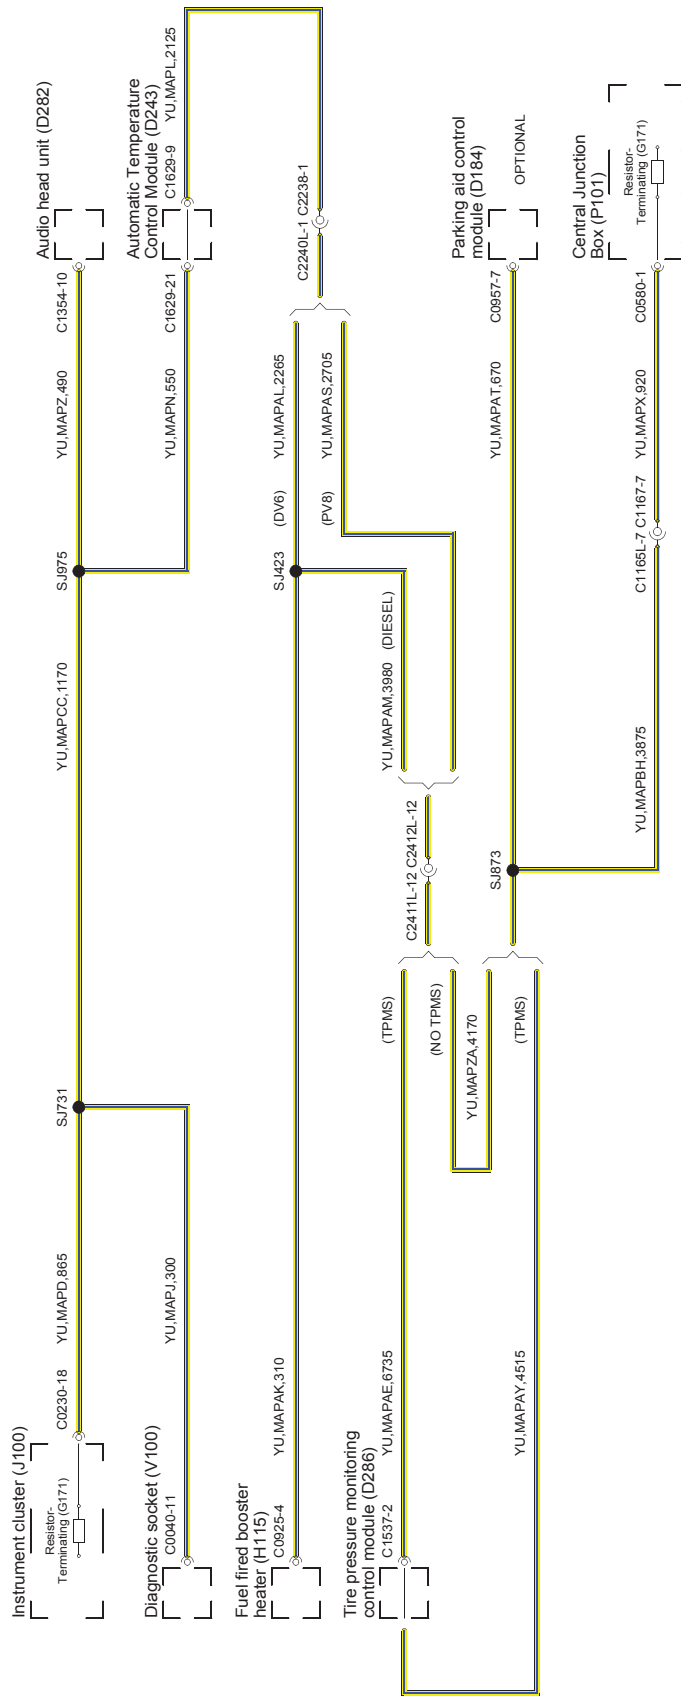 Instrument cluster (J100)
Resistor-
Terminating (G171)
C0230-18
YU,MAPD,865
SJ731
YU,MAPCC,1170
SJ975
YU,MAPZ,490
C1354-10
Audio head unit (D282)
Diagnostic socket (V100)
C0040-11
YU,MAPJ,300
YU,MAPN,550
C1629-21
Automatic Temperature
Control Module (D243)
C1629-9
YU,MAPL,2125
Fuel fired booster
heater (H115)
C0925-4
YU,MAPAK,310
SJ423
(DV6)
YU,MAPAL,2265
C2240L-1
C2238-1
(PV8)
YU,MAPAS,2705
Tire pressure monitoring
control module (D286)
C1537-2
YU,MAPAE,6735
(TPMS)
C2411L-12
C2412L-12
YU,MAPAM,3980
(DIESEL)
(NO TPMS)
YU,MAPZA,4170
YU,MAPAY,4515
(TPMS)
SJ873
YU,MAPAT,670
C0957-7
Parking aid control
module (D184)
OPTIONAL
YU,MAPBH,3875
C1165L-7
C1167-7
YU,MAPX,920
C0580-1
Central Junction
Box (P101)
Resistor-
Terminating (G171)